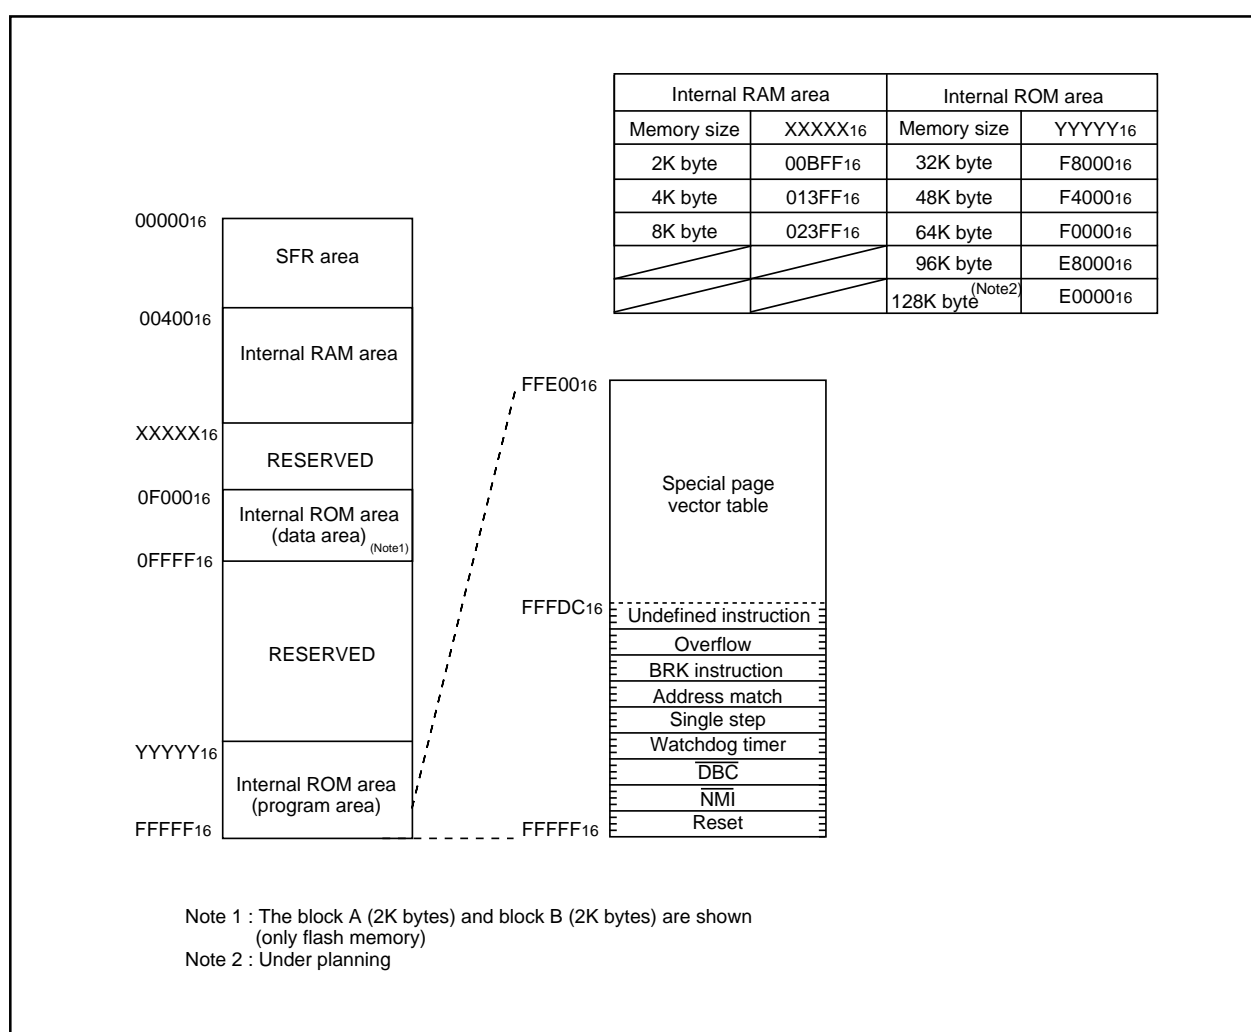 Internal RAM area Internal ROM area
Memory size XXXXX16 Memory size YYYYY16
2K byte 00BFF16 32K byte F800016
4K byte 013FF16 48K byte F400016
8K byte 023FF16 64K byte F000016
96K byte E800016
128K byte (Note2) E000016
0000016
SFR area
0040016
Internal RAM area
XXXXX16
RESERVED
0F00016
Internal ROM area
(data area) (Note1)
0FFFF16
RESERVED
YYYYY16
Internal ROM area
(program area)
FFFFF16
FFE0016
Special page
vector table
FFFDC16
Undefined instruction
Overflow
BRK instruction
Address match
Single step
Watchdog timer
DBC
NMI
Reset
FFFFF16
Note 1 : The block A (2K bytes) and block B (2K bytes) are shown
(only flash memory)
Note 2 : Under planning